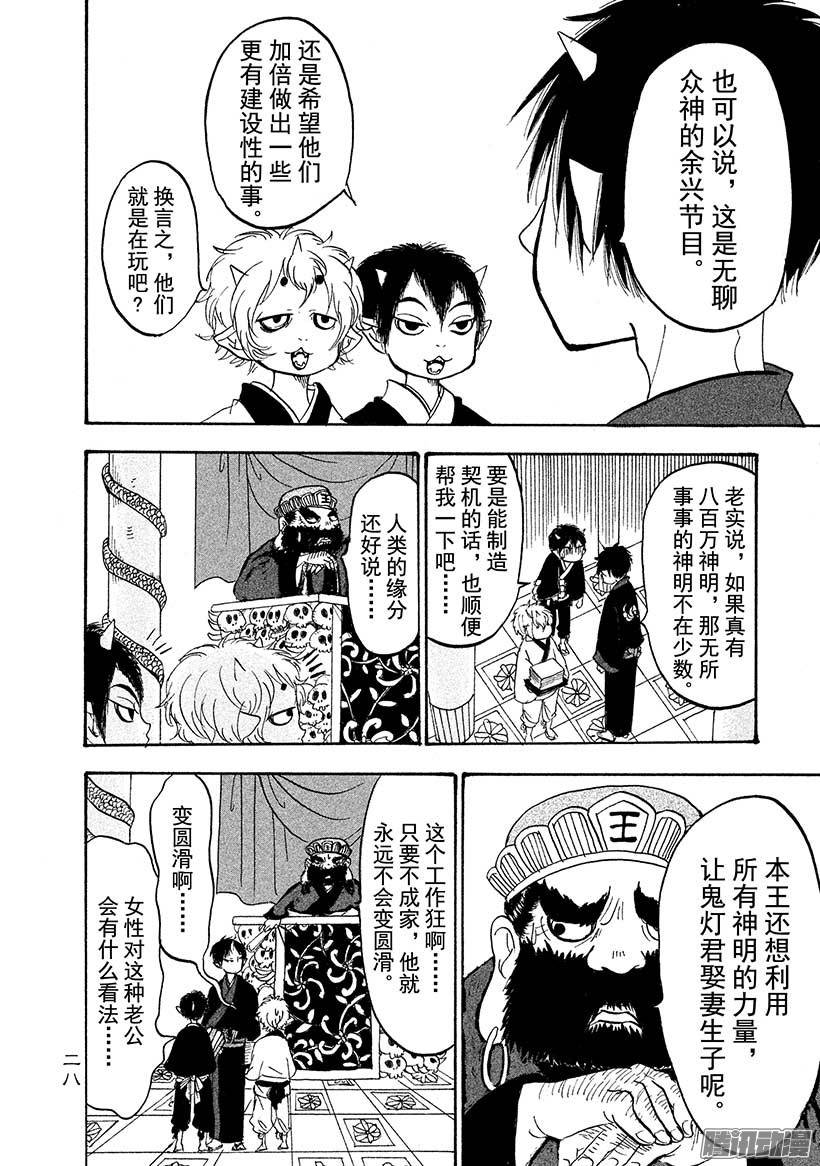 也可以说，这是无聊
众神的余兴节目。
还是希望他们
加倍做出一些
更有建设性的事。
换言之，他们
就是在玩吧？
老实说，如果真有
八百万神明，那无所
事事的神明不在少数。
要是能制造
契机的话，也顺便
帮我一下吧……
人类的缘分
还好说……
王
本王还想利用
所有神明的力量，
让鬼灯君娶妻生子呢。
这个工作狂啊……
只要不成家，他就
永远不会变圆滑。
变圆滑啊……
女性对这种老公
会有什么看法……
二八
腾讯动漫